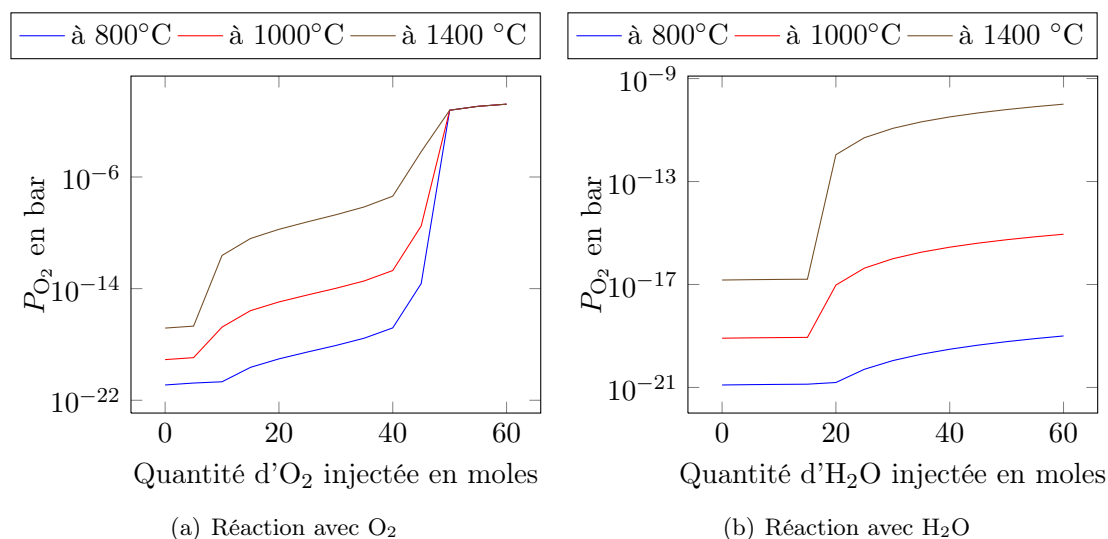 à 800°C à 1000°C à 1400 °C
P_O₂ en bar
10⁻⁶
10⁻¹⁴
10⁻²²
0 20 40 60
Quantité d'O₂ injectée en moles
(a) Réaction avec O₂
à 800°C à 1000°C à 1400 °C
P_O₂ en bar
10⁻⁹
10⁻¹³
10⁻¹⁷
10⁻²¹
0 20 40 60
Quantité d'H₂O injectée en moles
(b) Réaction avec H₂O